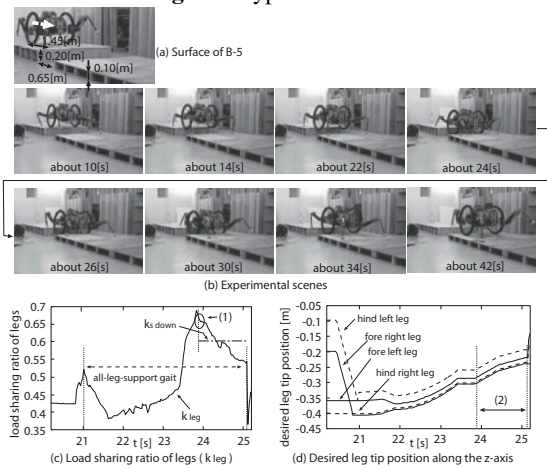 .45[m]
0.20[m]
0.65[m]
0.10[m]
(a) Surface of B-5
about 10[s]
about 14[s]
about 22[s]
about 24[s]
about 26[s]
about 30[s]
about 34[s]
about 42[s]
(b) Experimental scenes
load sharing ratio of legs
0.7
0.65
0.6
0.55
0.5
0.45
0.4
0.35
(1)
ks down
all-leg-support gait
k leg
21
22
23
24
25
t [s]
(c) Load sharing ratio of legs ( k leg )
desired leg tip position [m]
-0.05
-0.1
-0.15
-0.2
-0.25
-0.3
-0.35
-0.4
-0.45
hind left leg
fore right leg
fore left leg
hind right leg
(2)
21
22
23
24
25
t [s]
(d) Desired leg tip position along the z-axis